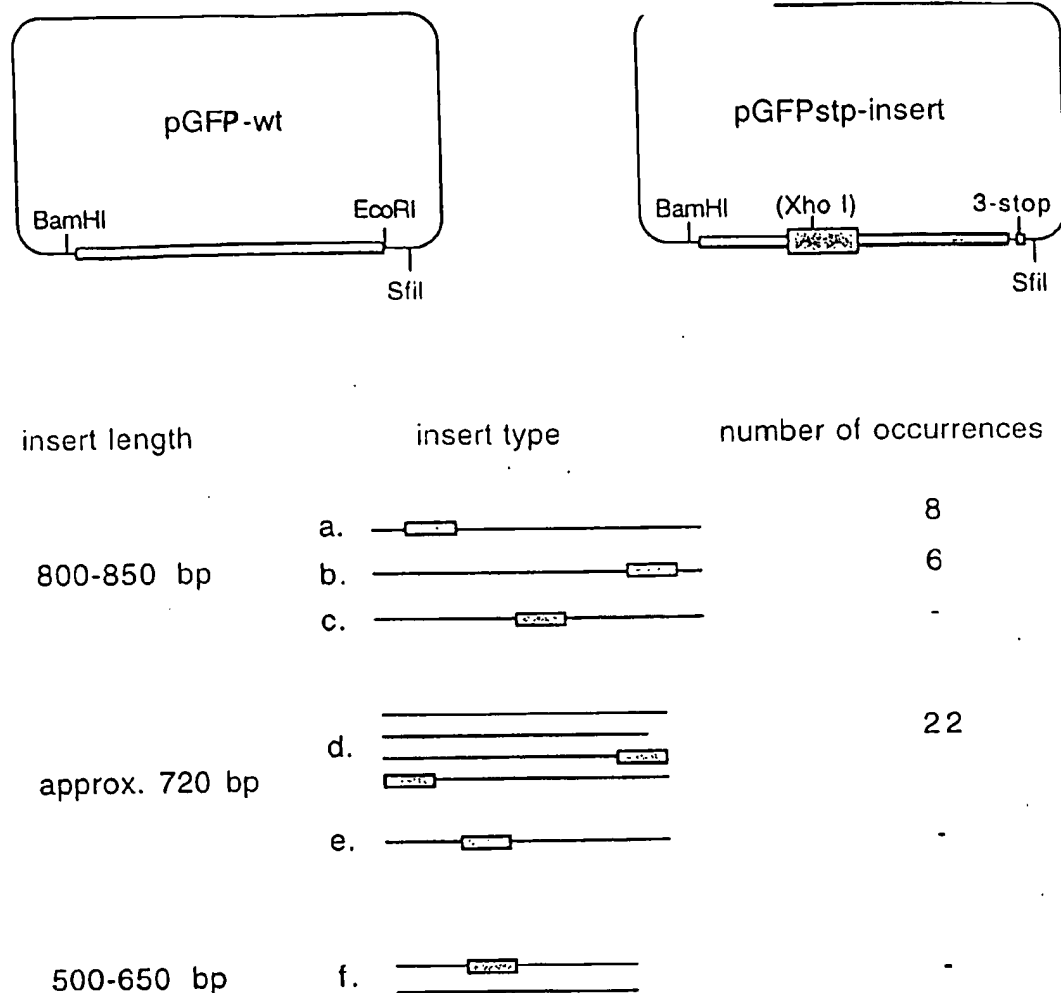 pGFP-wt
pGFPstp-insert
BamHI
EcoRI
BamHI
(Xho I)
3-stop
SfiI
SfiI
insert length
insert type
number of occurrences
a.
8
800-850 bp
b.
6
c.
-
d.
22
approx. 720 bp
e.
-
500-650 bp
f.
-